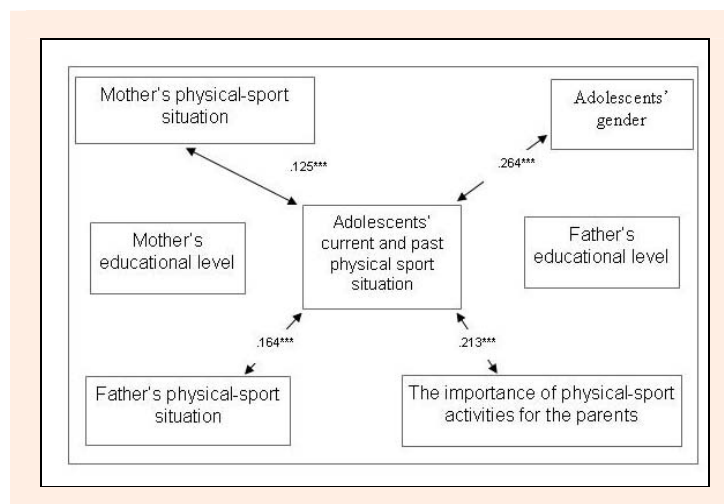 Mother's physical-sport
situation
Adolescents'
gender
.125***
.264***
Mother's
educational level
Adolescents'
current and past
physical sport
situation
Father's
educational level
.164***
.213***
Father's physical-sport
situation
The importance of physical-sport
activities for the parents